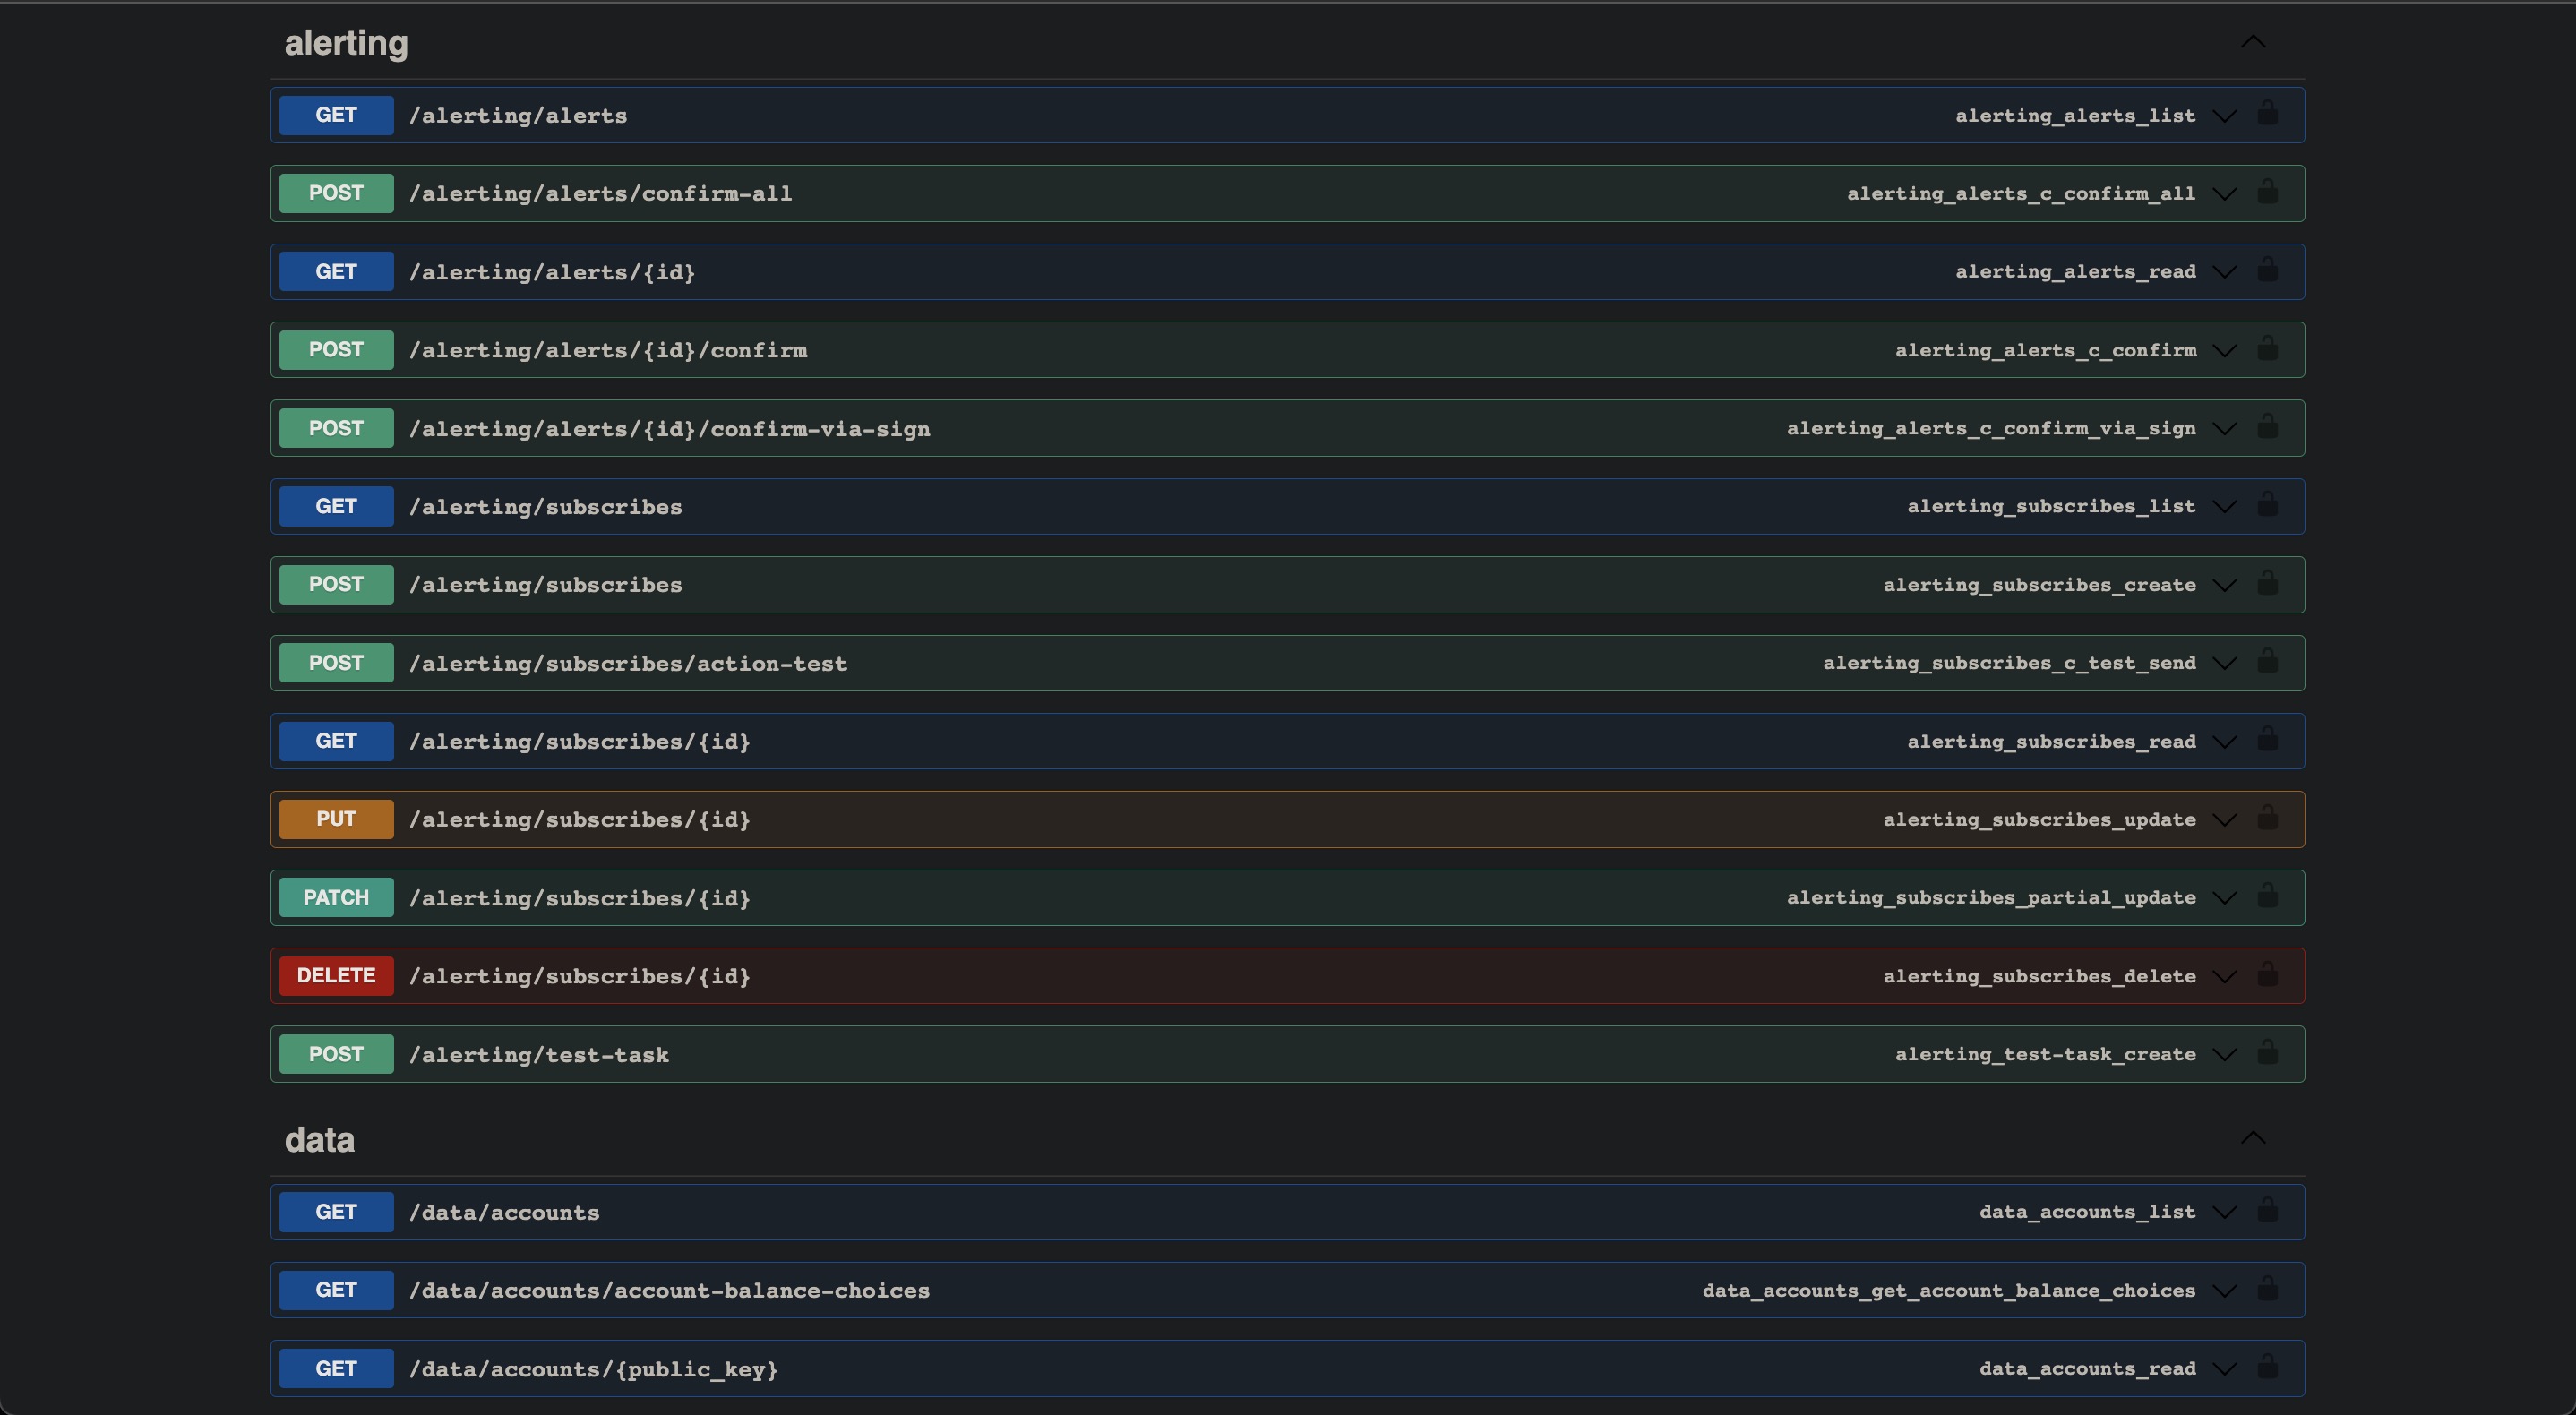 alerting
GET /alerting/alerts alerting_alerts_list
POST /alerting/alerts/confirm-all alerting_alerts_c_confirm_all
GET /alerting/alerts/{id} alerting_alerts_read
POST /alerting/alerts/{id}/confirm alerting_alerts_c_confirm
POST /alerting/alerts/{id}/confirm-via-sign alerting_alerts_c_confirm_via_sign
GET /alerting/subscribes alerting_subscribes_list
POST /alerting/subscribes alerting_subscribes_create
POST /alerting/subscribes/action-test alerting_subscribes_c_test_send
GET /alerting/subscribes/{id} alerting_subscribes_read
PUT /alerting/subscribes/{id} alerting_subscribes_update
PATCH /alerting/subscribes/{id} alerting_subscribes_partial_update
DELETE /alerting/subscribes/{id} alerting_subscribes_delete
POST /alerting/test-task alerting_test-task_create
data
GET /data/accounts data_accounts_list
GET /data/accounts/account-balance-choices data_accounts_get_account_balance_choices
GET /data/accounts/{public_key} data_accounts_read